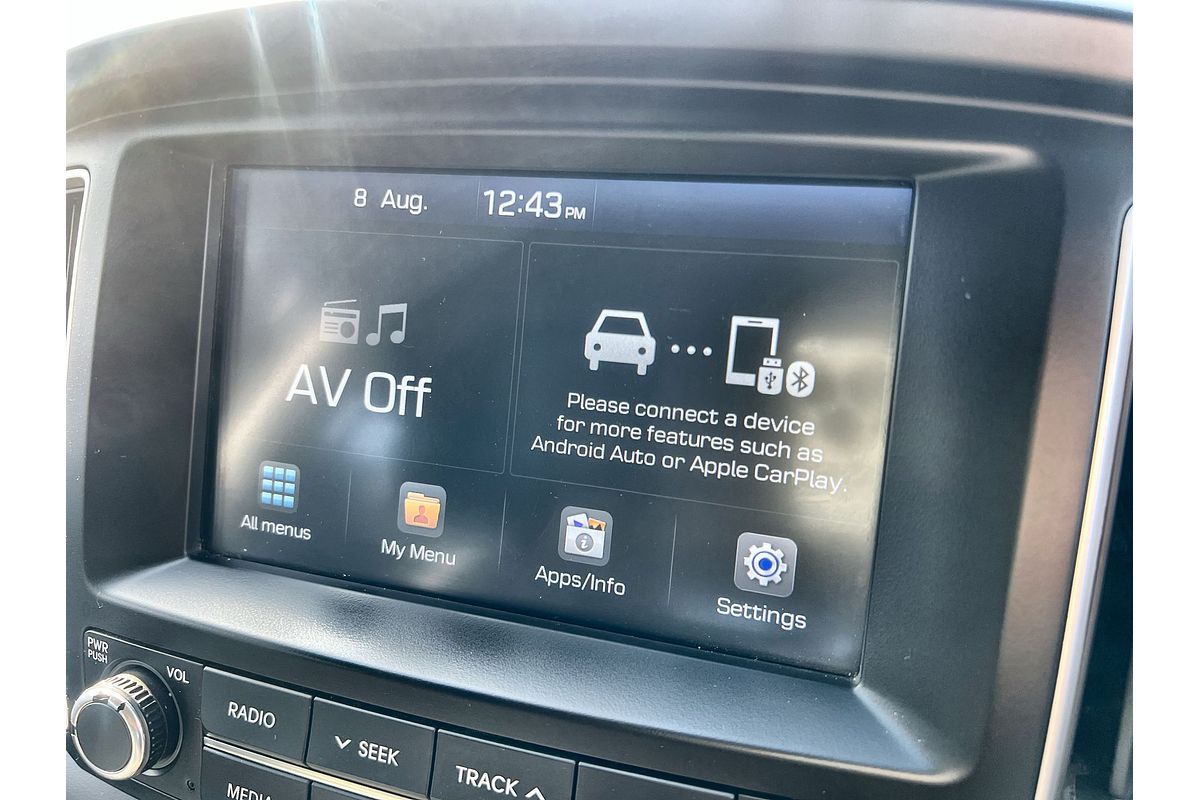 8 Aug. 12:43 PM
AV Off
Please connect a device
for more features such as
Android Auto or Apple CarPlay.
All menus
My Menu
Apps/Info
Settings
PWR
PUSH
VOL
RADIO
SEEK
TRACK